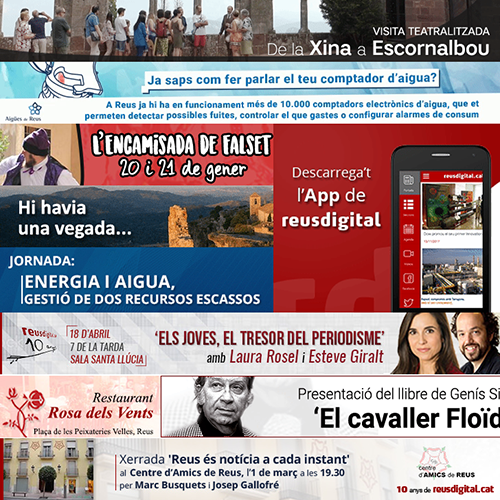 VISITA TEATRALITZADA
De la Xina a Escornalbou
Ja saps com fer parlar el teu comptador d'aigua?
Aigües de Reus
A Reus ja hi ha en funcionament més de 10.000 comptadors electrònics d'aigua, que et
permeten detectar possibles fuites, controlar el que gastes o configurar alarmes de consum
L'ENCAMISADA DE FALSET
20 i 21 de gener
Descarrega't
l'App de
reusdigital
reusdigital.cat
Portada
Notícies
Agenda
Vídeos
Facebook
Hi havia
una vegada...
JORNADA:
ENERGIA I AIGUA,
GESTIÓ DE DOS RECURSOS ESCASSOS
reusdigital
10
18 D'ABRIL
7 DE LA TARDA
SALA SANTA LLÚCIA
'ELS JOVES, EL TRESOR DEL PERIODISME'
amb Laura Rosel i Esteve Giralt
Restaurant
Rosa dels Vents
Plaça de les Peixateries Velles, Reus
Presentació del llibre de Genís Si
'El cavaller Floïd
Xerrada 'Reus és notícia a cada instant'
al Centre d'Amics de Reus, l'1 de març a les 19.30
per Marc Busquets i Josep Gallofré
centre
d'AMICS de REUS
10 anys de reusdigital.cat